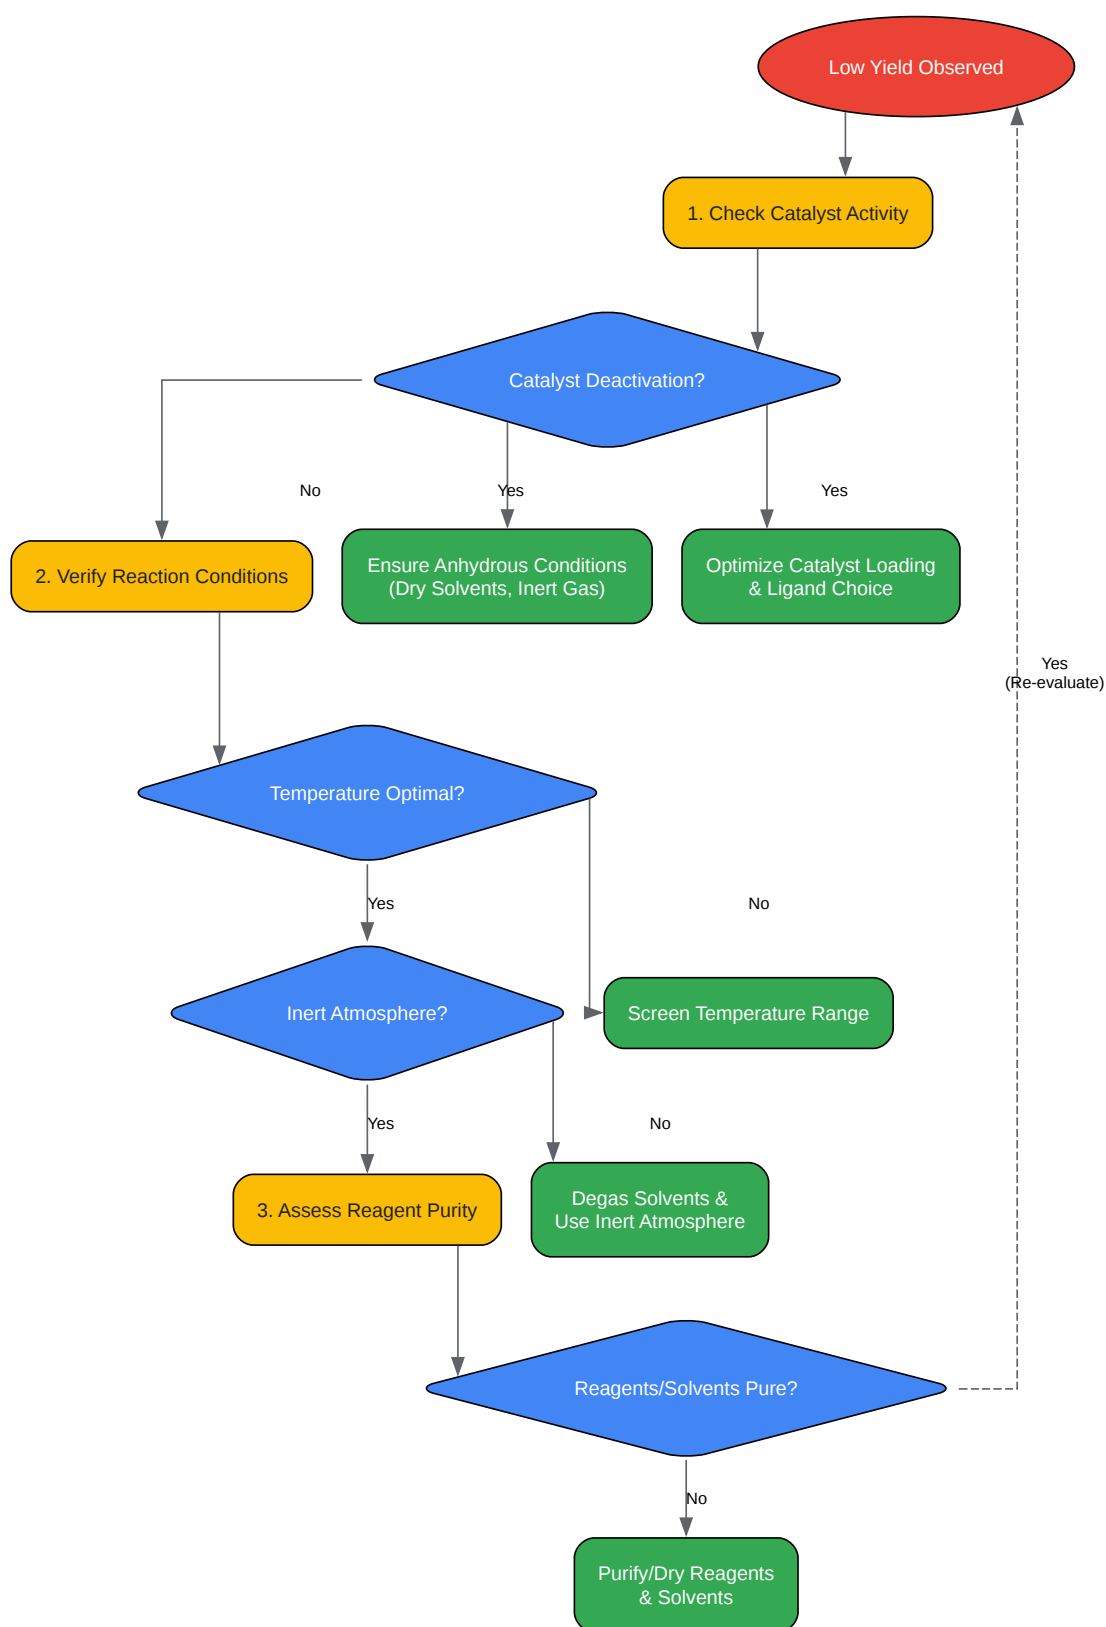 Low Yield Observed
1. Check Catalyst Activity
Catalyst Deactivation?
No
Yes
Yes
2. Verify Reaction Conditions
Ensure Anhydrous Conditions
(Dry Solvents, Inert Gas)
Optimize Catalyst Loading
& Ligand Choice
Yes
(Re-evaluate)
Temperature Optimal?
Yes
No
Inert Atmosphere?
Screen Temperature Range
Yes
No
3. Assess Reagent Purity
Degas Solvents &
Use Inert Atmosphere
Reagents/Solvents Pure?
No
Purify/Dry Reagents
& Solvents